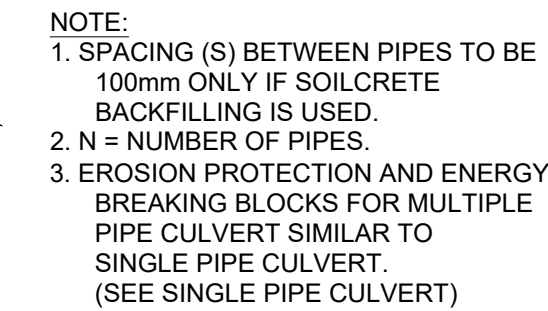 NOTE:
1. SPACING (S) BETWEEN PIPES TO BE
100mm ONLY IF SOILCRETE
BACKFILLING IS USED.
2. N = NUMBER OF PIPES.
3. EROSION PROTECTION AND ENERGY
BREAKING BLOCKS FOR MULTIPLE
PIPE CULVERT SIMILAR TO
SINGLE PIPE CULVERT.
(SEE SINGLE PIPE CULVERT)